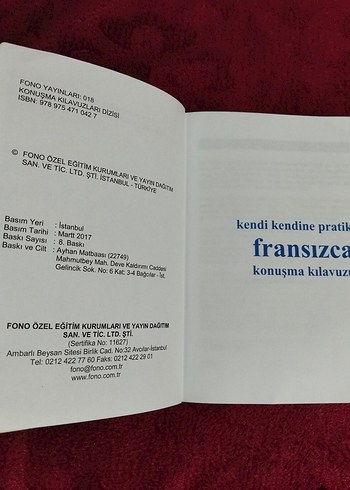 FONO YAYINLARI: 018
KONUŞMA KILAVUZLARI DİZİSİ
ISBN: 978 975 471 042 7
© FONO ÖZEL EĞİTİM KURUMLARI VE YAYIN DAĞITIM
SAN. VE TİC. LTD. ŞTİ. İSTANBUL - TÜRKİYE
Basım Yeri : İstanbul
Basım Tarihi : Martt 2017
Baskı Sayısı : 8. Baskı
Baskı ve Cilt : Ayhan Matbaası (22749)
Mahmutbey Mah. Deve Kaldırımı Caddesi
Gelincik Sok. No: 6 Kat: 3-4 Bağcılar - İst.
FONO ÖZEL EĞİTİM KURUMLARI VE YAYIN DAĞITIM
SAN. VE TİC. LTD. ŞTİ.
(Sertifika No: 11627)
Ambarlı Beysan Sitesi Birlik Cad. No:32 Avcılar-İstanbul
Tel: 0212 422 77 60 Faks: 0212 422 29 01
fono@fono.com.tr
www.fono.com.tr
kendi kendine pratik
fransızca
konuşma kılavuzu